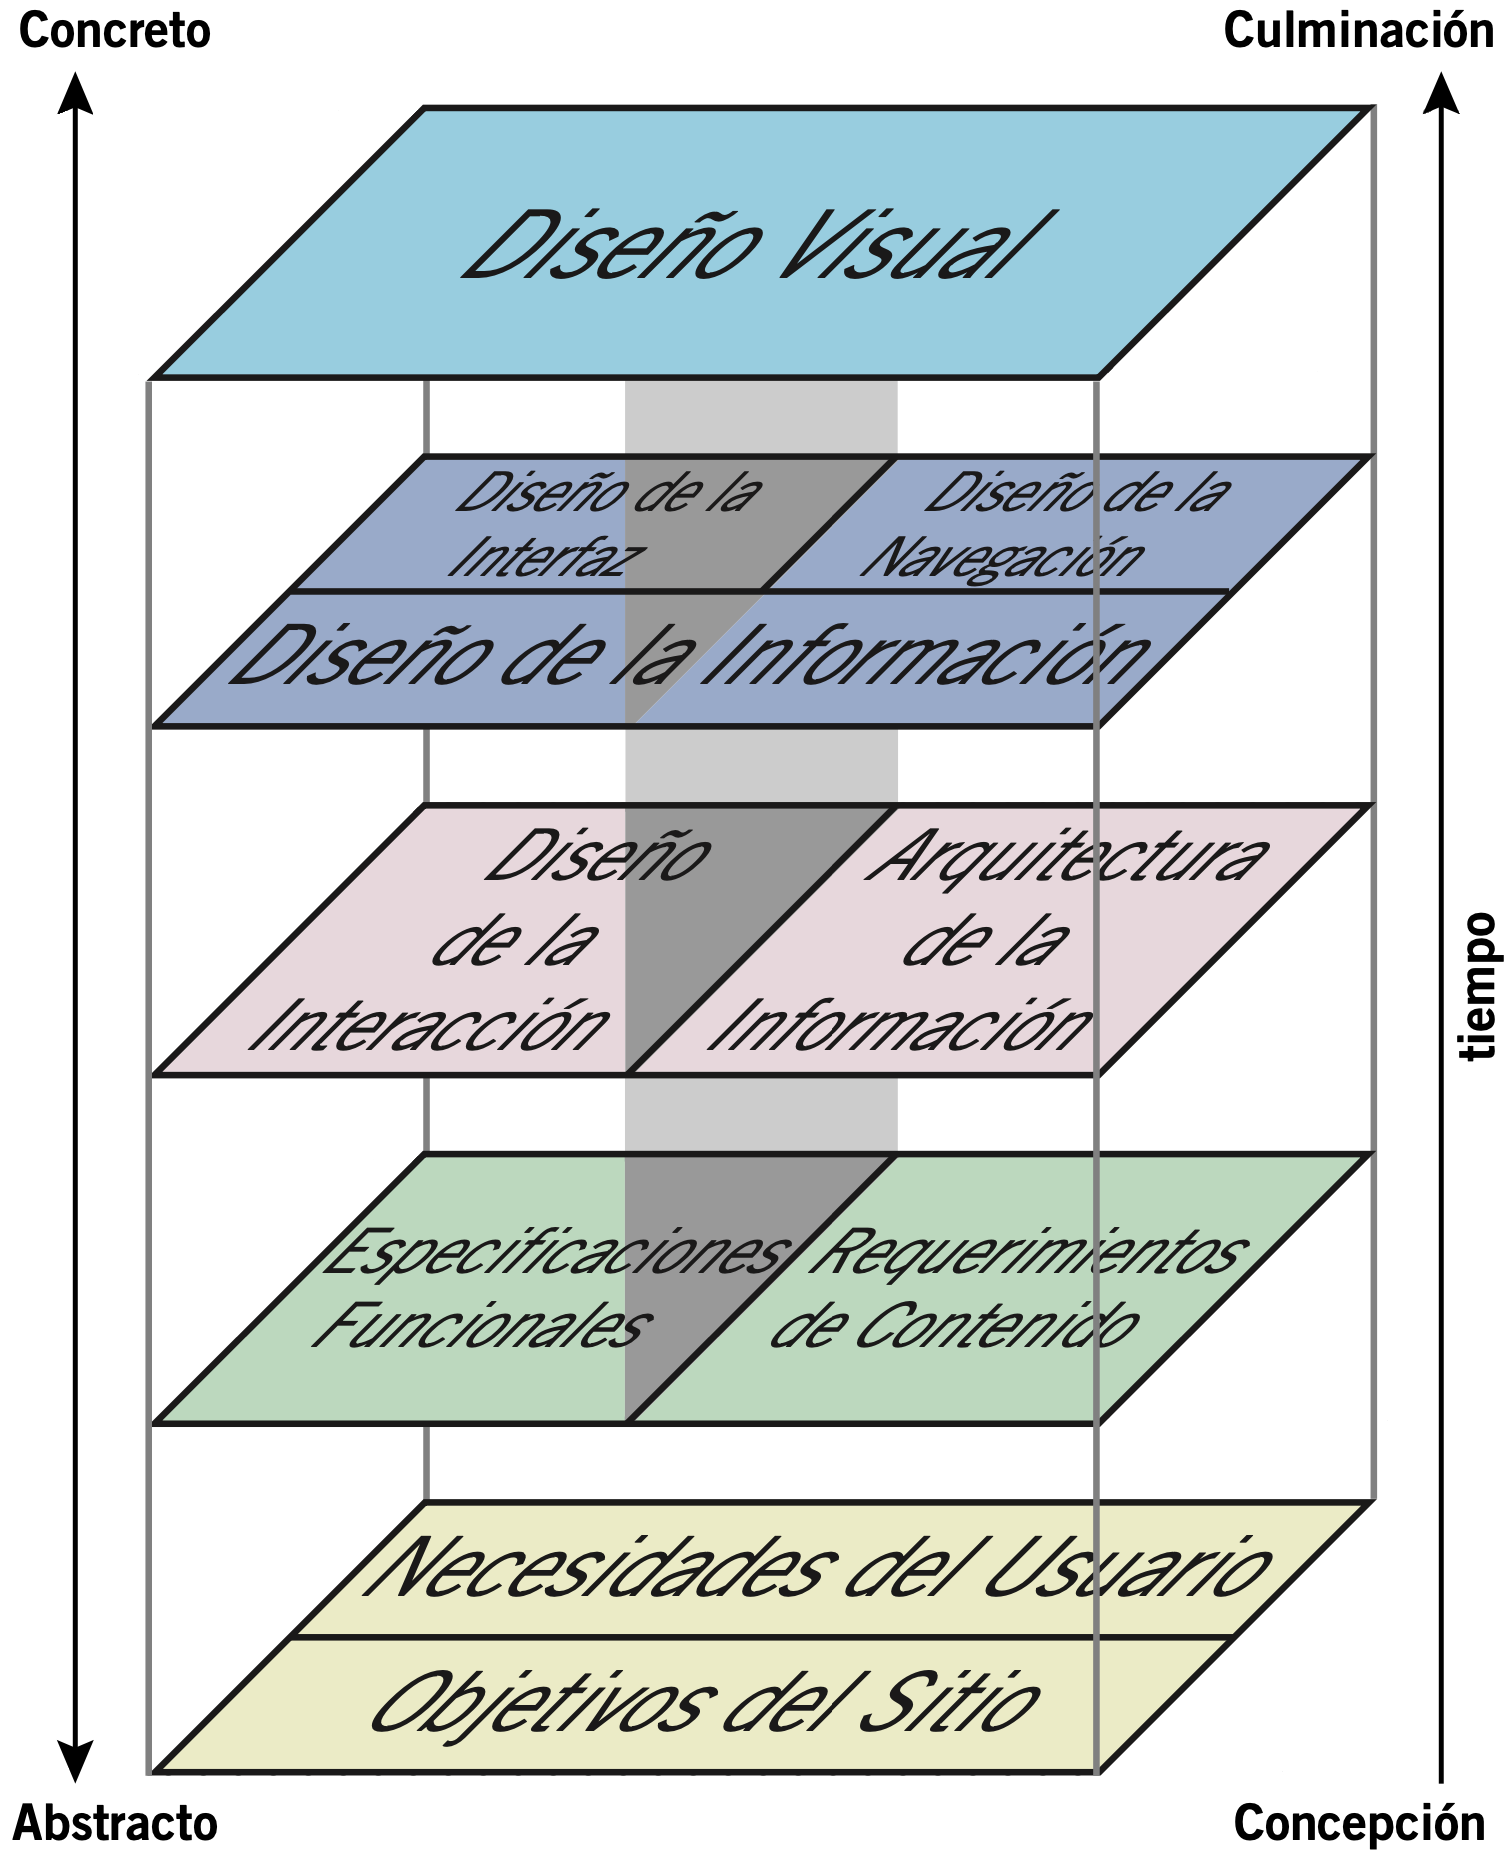 Concreto
Culminación
Diseño Visual
Diseño de la
Interfaz
Diseño de la
Navegación
Diseño de la Información
Diseño
de la
Interacción
Arquitectura
de la
Información
tiempo
Especificaciones
Funcionales
Requerimientos
de Contenido
Necesidades del Usuario
Objetivos del Sitio
Abstracto
Concepción